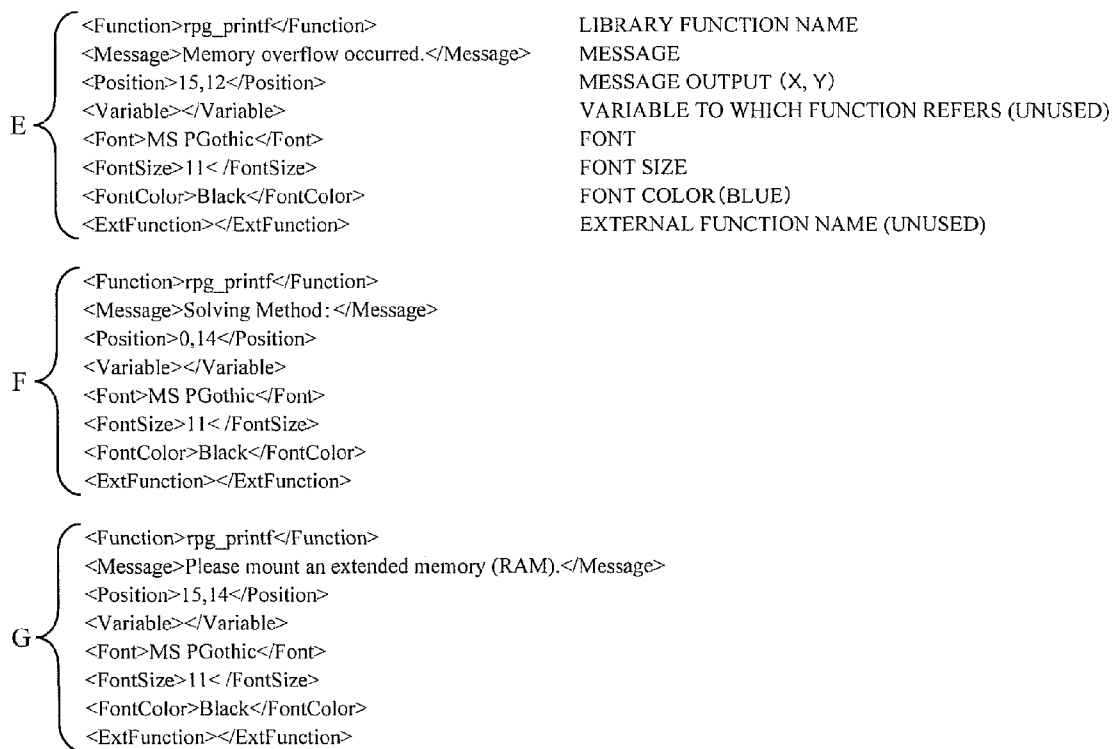 <Function>rpg_printf</Function> LIBRARY FUNCTION NAME
<Message>Memory overflow occurred.</Message> MESSAGE
<Position>15,12</Position> MESSAGE OUTPUT (X, Y)
<Variable></Variable> VARIABLE TO WHICH FUNCTION REFERS (UNUSED)
E <Font>MS PGothic</Font> FONT
<FontSize>11< /FontSize> FONT SIZE
<FontColor>Black</FontColor> FONT COLOR(BLUE)
<ExtFunction></ExtFunction> EXTERNAL FUNCTION NAME (UNUSED)
<Function>rpg_printf</Function>
<Message>Solving Method:</Message>
<Position>0,14</Position>
<Variable></Variable>
F <Font>MS PGothic</Font>
<FontSize>11< /FontSize>
<FontColor>Black</FontColor>
<ExtFunction></ExtFunction>
<Function>rpg_printf</Function>
<Message>Please mount an extended memory (RAM).</Message>
<Position>15,14</Position>
<Variable></Variable>
G <Font>MS PGothic</Font>
<FontSize>11< /FontSize>
<FontColor>Black</FontColor>
<ExtFunction></ExtFunction>